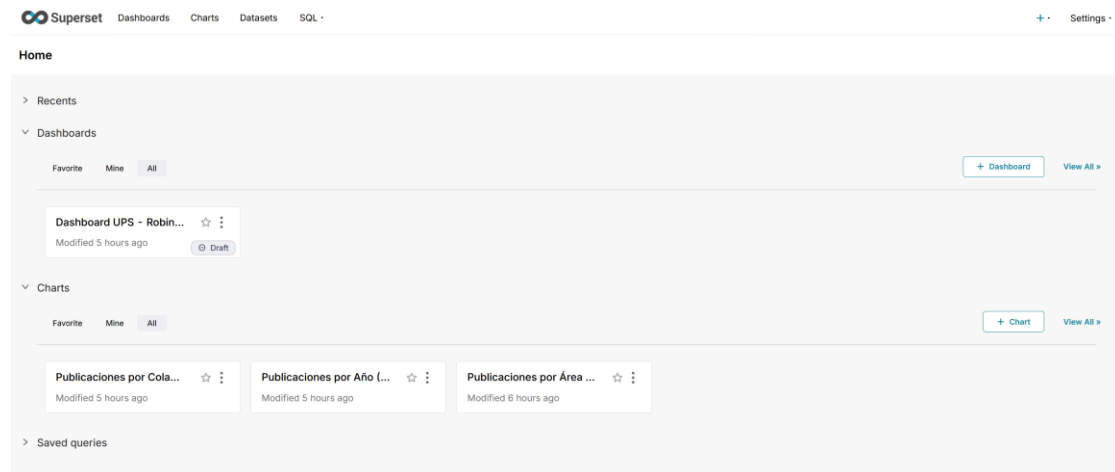 Superset Dashboards Charts Datasets SQL + Settings
Home
Recents
Dashboards
Favorite Mine All + Dashboard View All »
Dashboard UPS - Robin...
Modified 5 hours ago Draft
Charts
Favorite Mine All + Chart View All »
Publicaciones por Cola... Publicaciones por Año (... Publicaciones por Área ...
Modified 5 hours ago Modified 5 hours ago Modified 6 hours ago
Saved queries